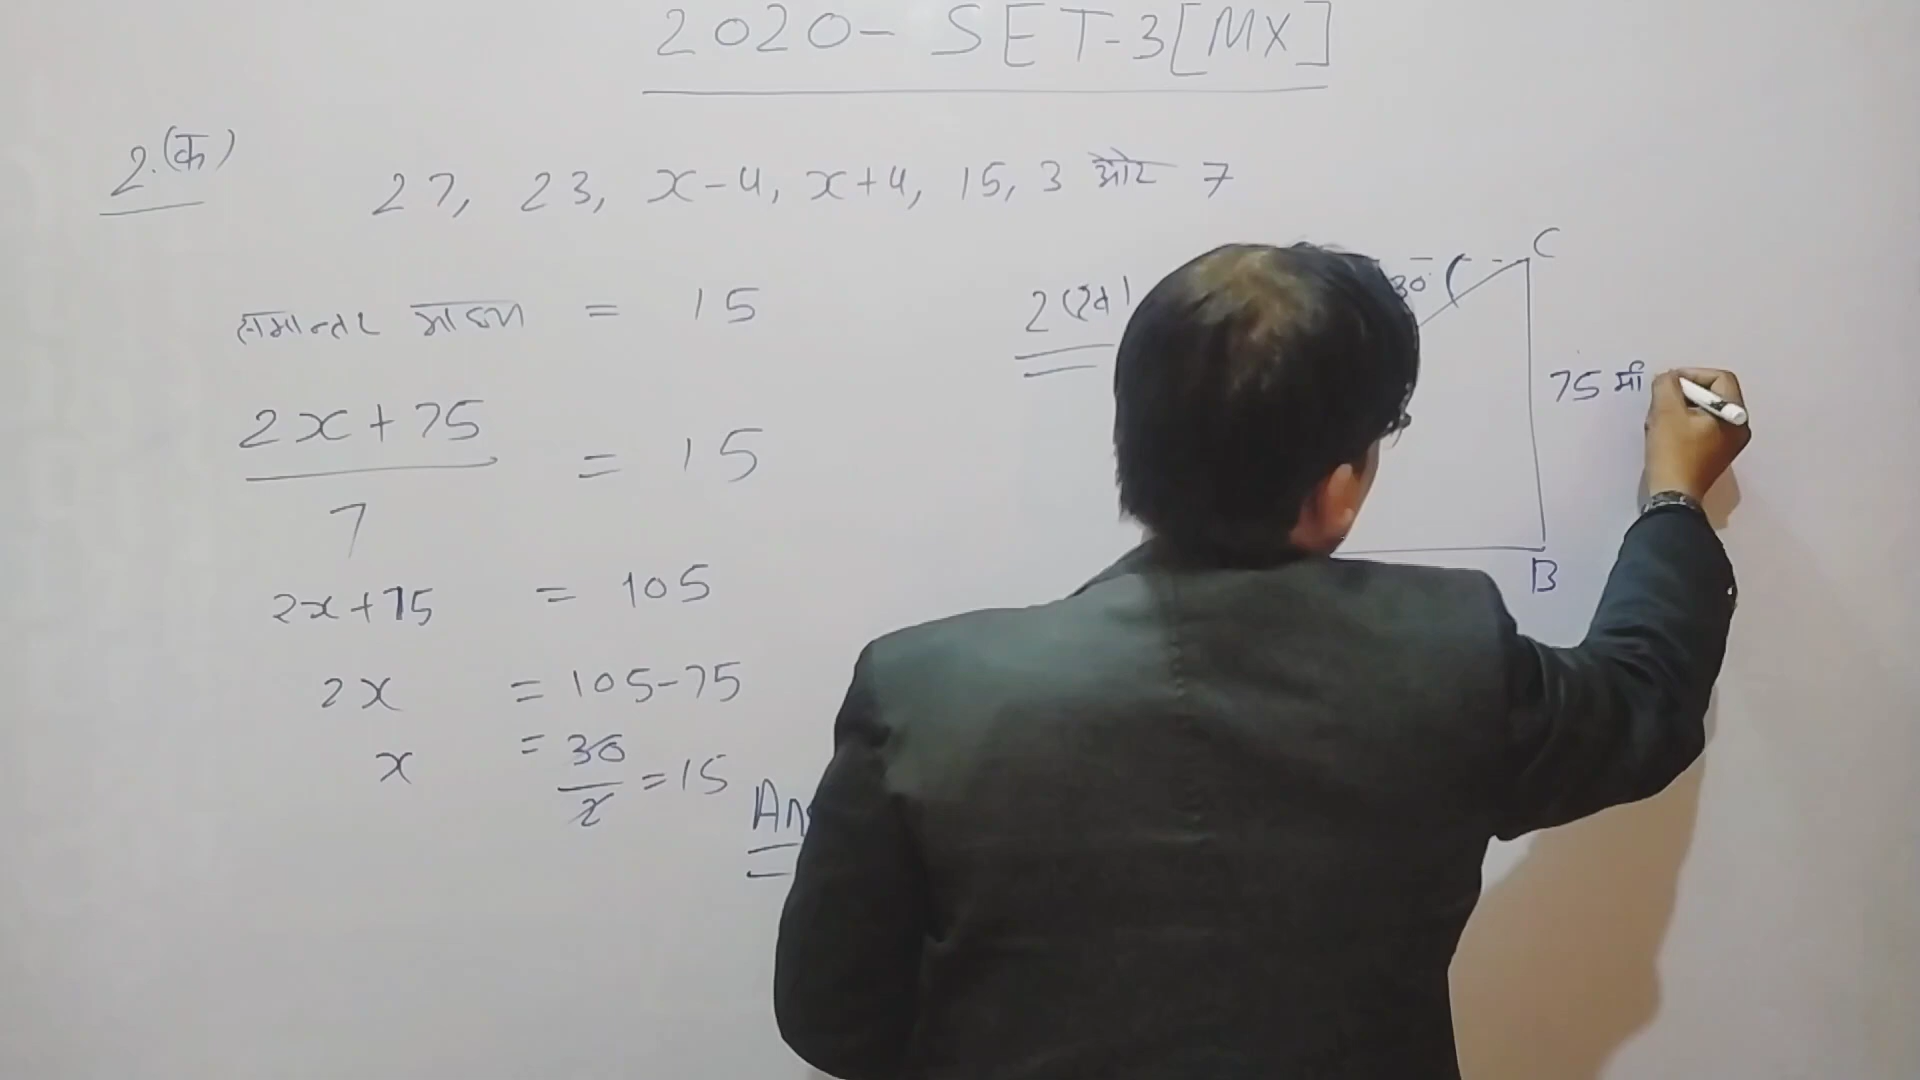 2020- SET-3[MX]
2.(क)
27, 23, x-4, x+4, 15, 3 और 7
समान्तर माध्य = 15
2x+75 / 7 = 15
2x+75 = 105
2x = 105-75
x = 30/2 = 15 Ans
2(ख)
30°
C
75 मी
B